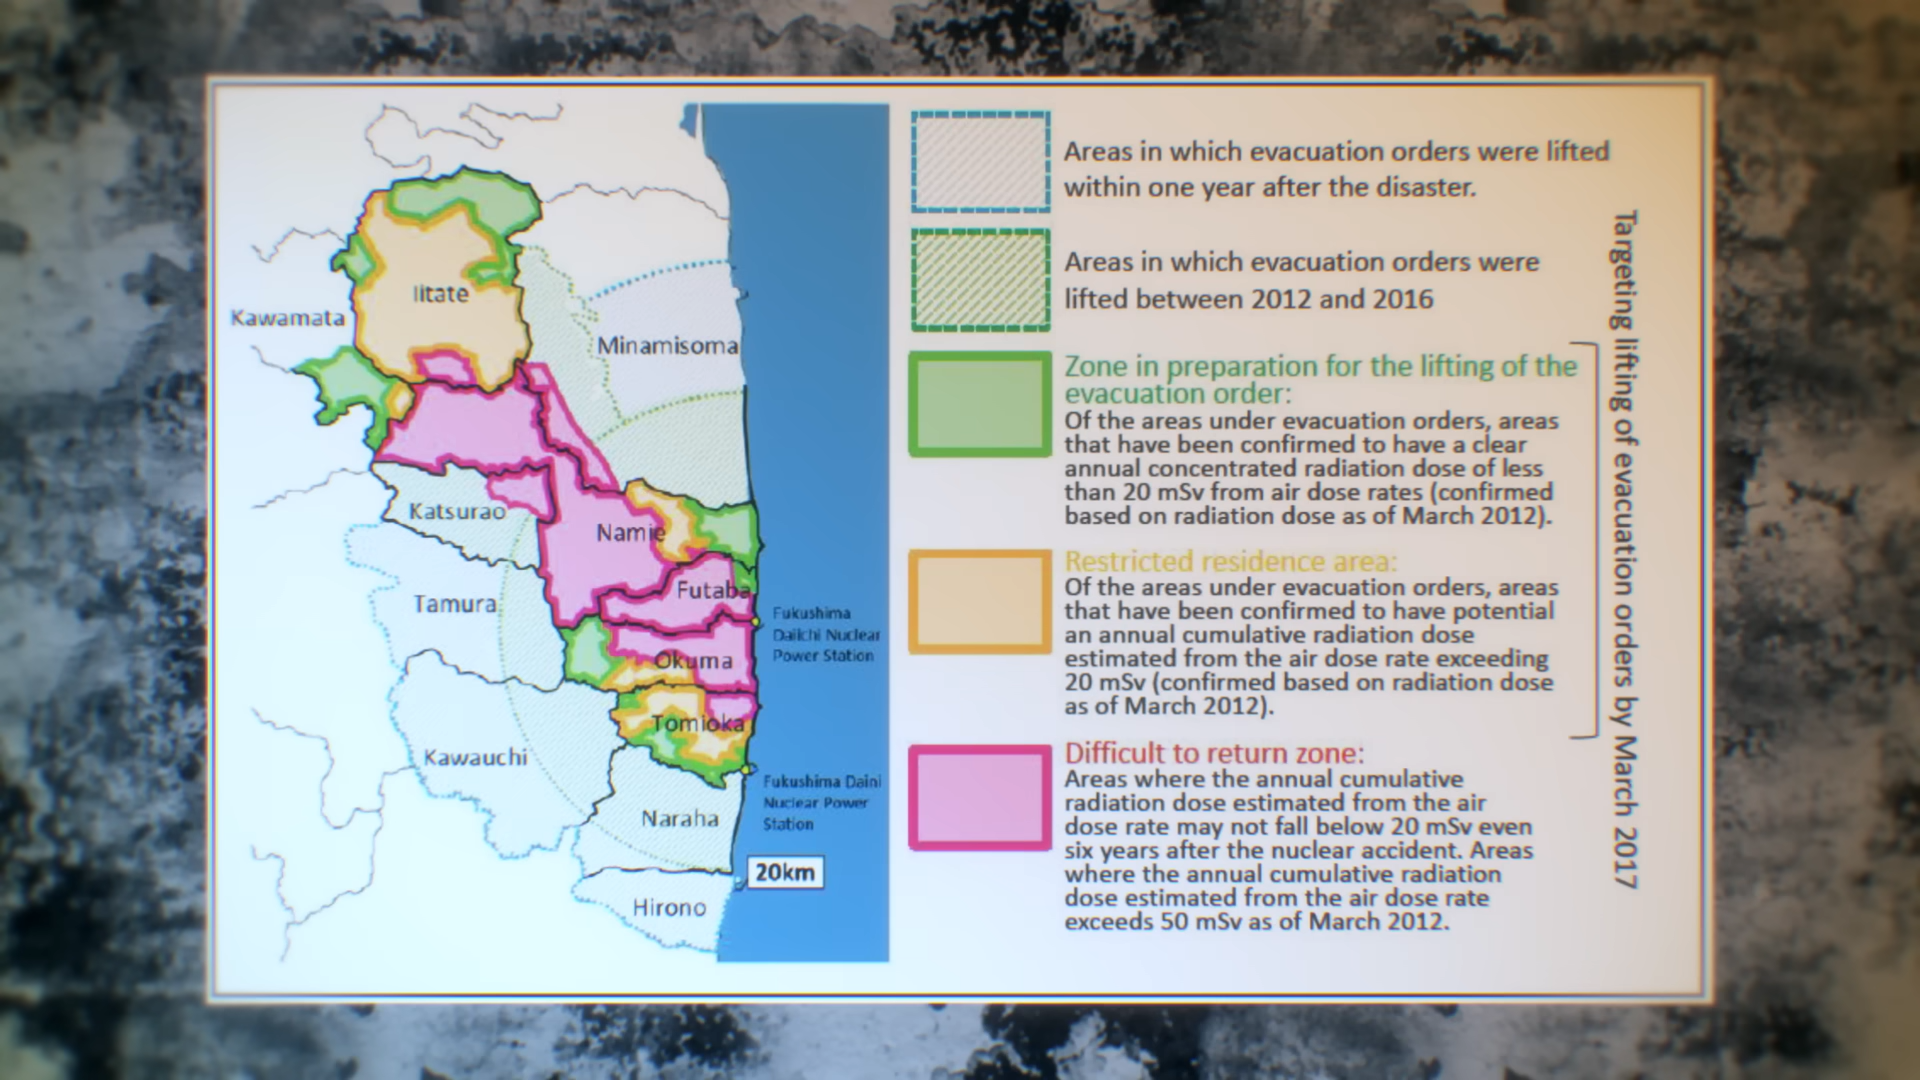 Iitate
Kawamata
Minamisoma
Katsurao
Namie
Futaba
Tamura
Fukushima
Daiichi Nuclear
Power Station
Okuma
Tomioka
Kawauchi
Fukushima Daini
Nuclear Power
Station
Naraha
20km
Hirono
Areas in which evacuation orders were lifted
within one year after the disaster.
Areas in which evacuation orders were
lifted between 2012 and 2016
Zone in preparation for the lifting of the
evacuation order:
Of the areas under evacuation orders, areas
that have been confirmed to have a clear
annual concentrated radiation dose of less
than 20 mSv from air dose rates (confirmed
based on radiation dose as of March 2012).
Restricted residence area:
Of the areas under evacuation orders, areas
that have been confirmed to have potential
an annual cumulative radiation dose
estimated from the air dose rate exceeding
20 mSv (confirmed based on radiation dose
as of March 2012).
Difficult to return zone:
Areas where the annual cumulative
radiation dose estimated from the air
dose rate may not fall below 20 mSv even
six years after the nuclear accident. Areas
where the annual cumulative radiation
dose estimated from the air dose rate
exceeds 50 mSv as of March 2012.
Targeting lifting of evacuation orders by March 2017